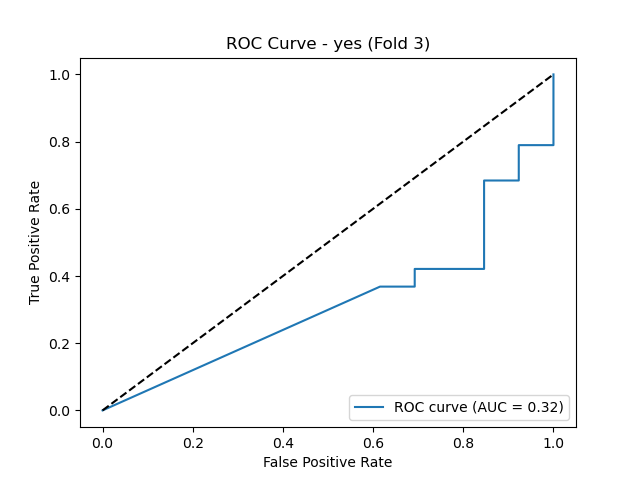 ROC Curve - yes (Fold 3)
True Positive Rate
1.0
0.8
0.6
0.4
0.2
0.0
ROC curve (AUC = 0.32)
0.0 0.2 0.4 0.6 0.8 1.0
False Positive Rate